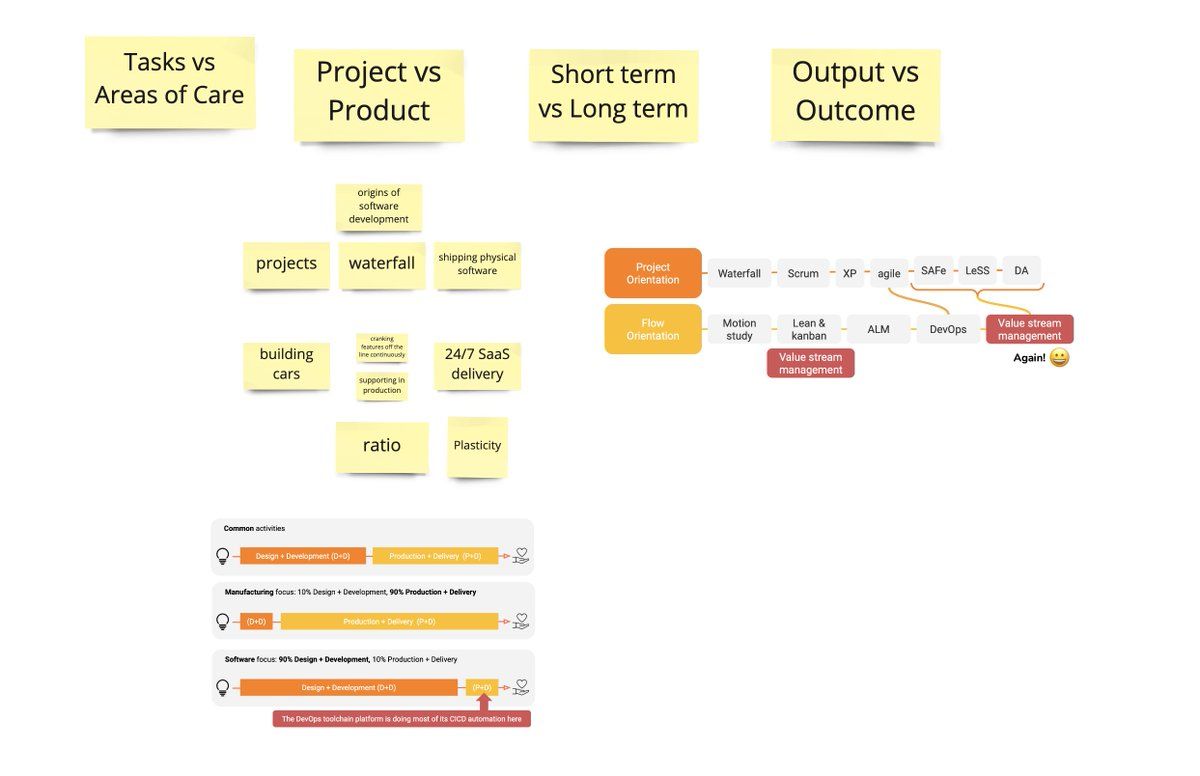 Tasks vs
Areas of Care
Project vs
Product
Short term
vs Long term
Output vs
Outcome
origins of
software
development
projects
waterfall
shipping physical
software
building
cars
cranking
features off the
line continuously
supporting in
production
24/7 SaaS
delivery
ratio
Plasticity
Project
Orientation
Waterfall
Scrum
XP
agile
SAFe
LeSS
DA
Flow
Orientation
Motion
study
Lean &
kanban
ALM
DevOps
Value stream
management
Value stream
management
Again!
Common activities
Design + Development (D+D)
Production + Delivery (P+D)
Manufacturing focus: 10% Design + Development, 90% Production + Delivery
(D+D)
Production + Delivery (P+D)
Software focus: 90% Design + Development, 10% Production + Delivery
Design + Development (D+D)
(P+D)
The DevOps toolchain platform is doing most of its CICD automation here